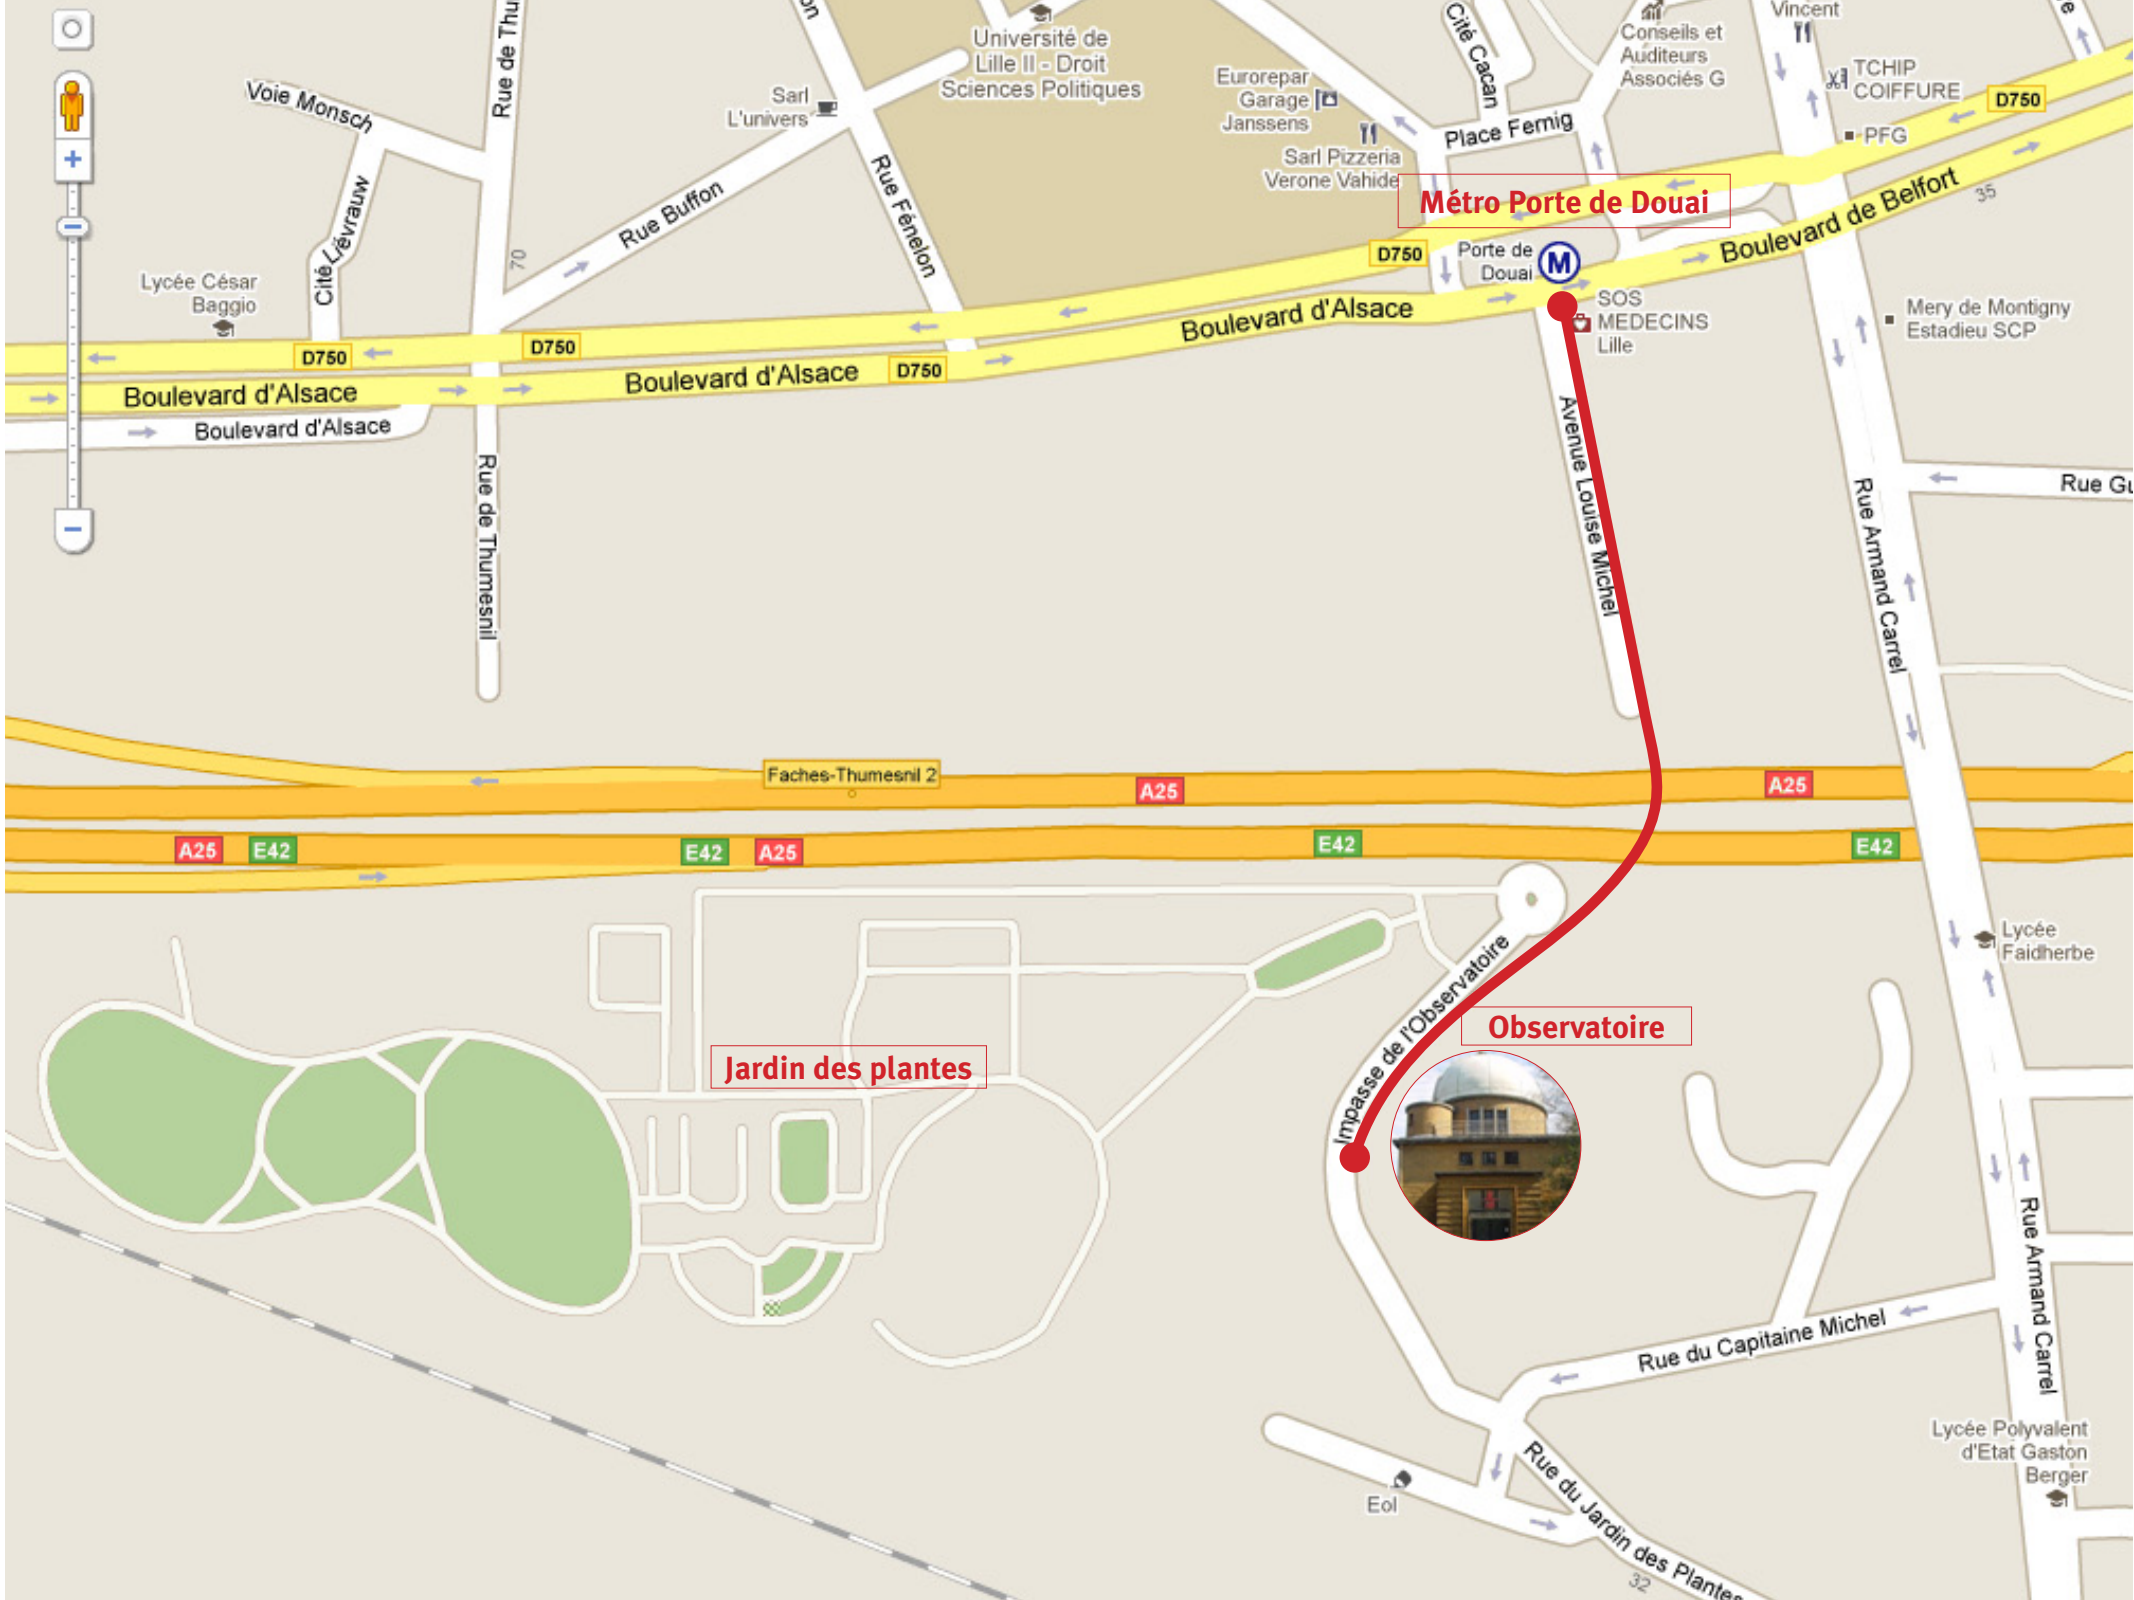 Rue de Thu
on
Université de
Lille II - Droit
Sciences Politiques
Cité Cacan
Conseils et
Auditeurs
Associés G
Vincent
e
TCHIP
COIFFURE
D750
PFG
Voie Monsch
Sarl
L'univers
Eurorepar
Garage
Janssens
Sarl Pizzeria
Verone Vahide
Place Fernig
Métro Porte de Douai
Rue Buffon
Rue Fénelon
Cité Liévrauw
70
35
Boulevard de Belfort
D750
Porte de
Douai
M
Lycée César
Baggio
SOS
MEDECINS
Lille
Mery de Montigny
Estadieu SCP
Boulevard d'Alsace
D750
D750
D750
Boulevard d'Alsace
Boulevard d'Alsace
Boulevard d'Alsace
Rue de Thumesnil
Avenue Louise Michel
Rue Armand Carrel
Rue Gu
Faches-Thumesnil 2
A25
A25
A25
E42
E42
A25
E42
E42
Lycée
Faidherbe
Impasse de l'Observatoire
Observatoire
Jardin des plantes
Rue Armand Carrel
Rue du Capitaine Michel
Lycée Polyvalent
d'Etat Gaston
Berger
Eol
Rue du Jardin des Plantes
32